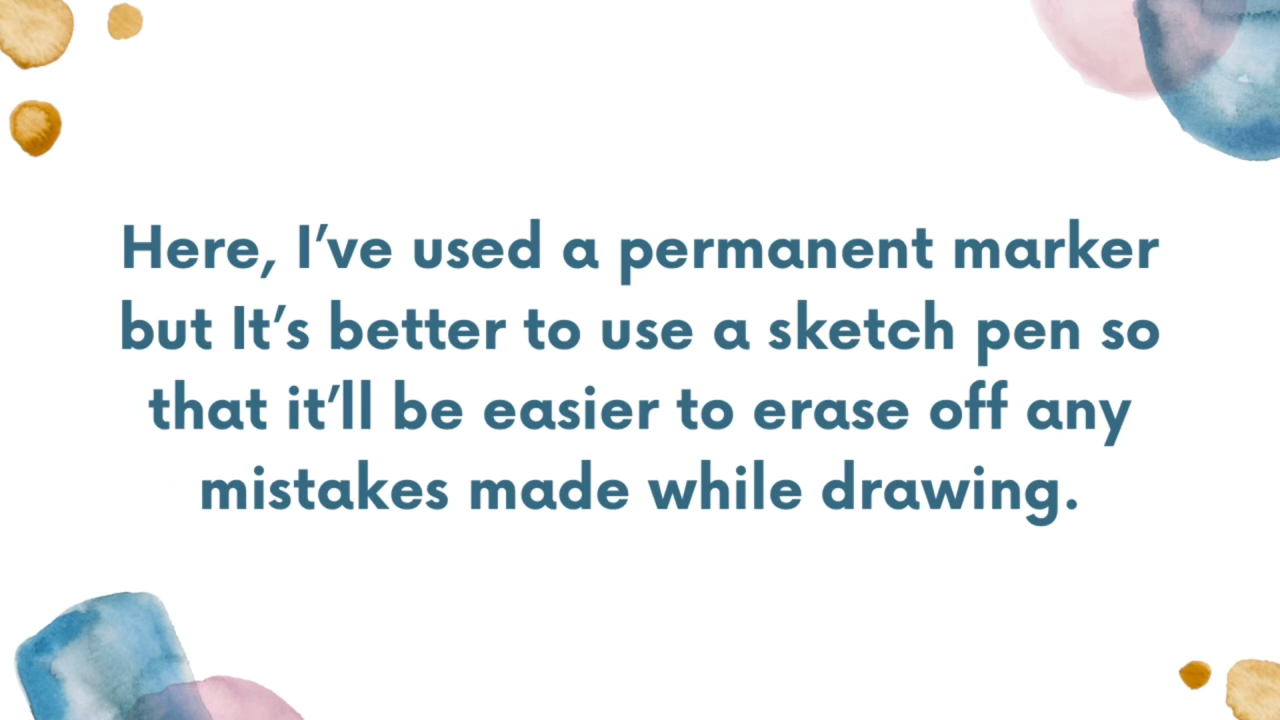 Here, I’ve used a permanent marker
but It’s better to use a sketch pen so
that it’ll be easier to erase off any
mistakes made while drawing.